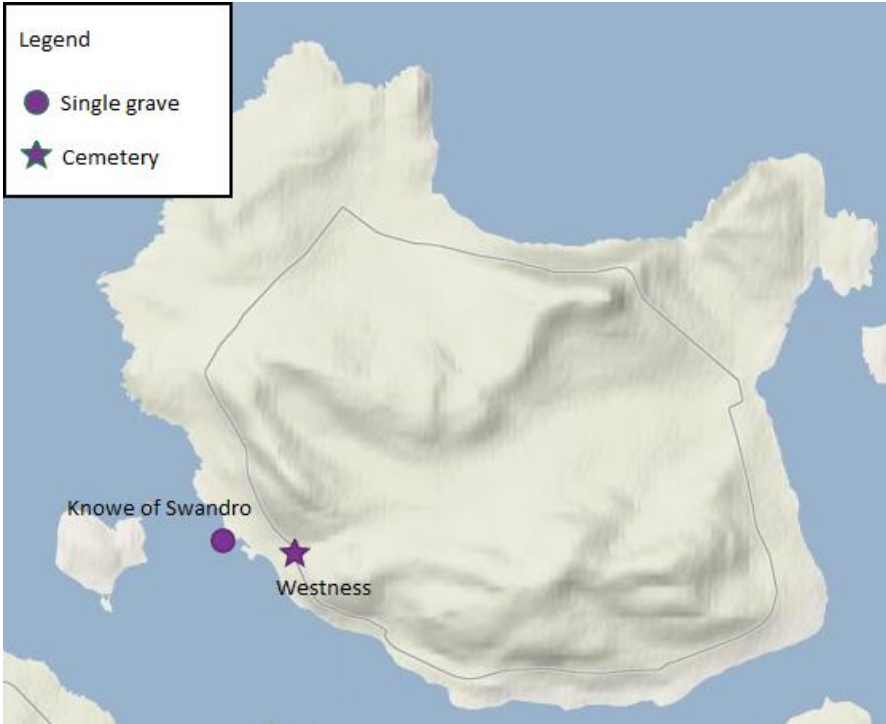 Legend
Single grave
Cemetery
Knowe of Swandro
Westness